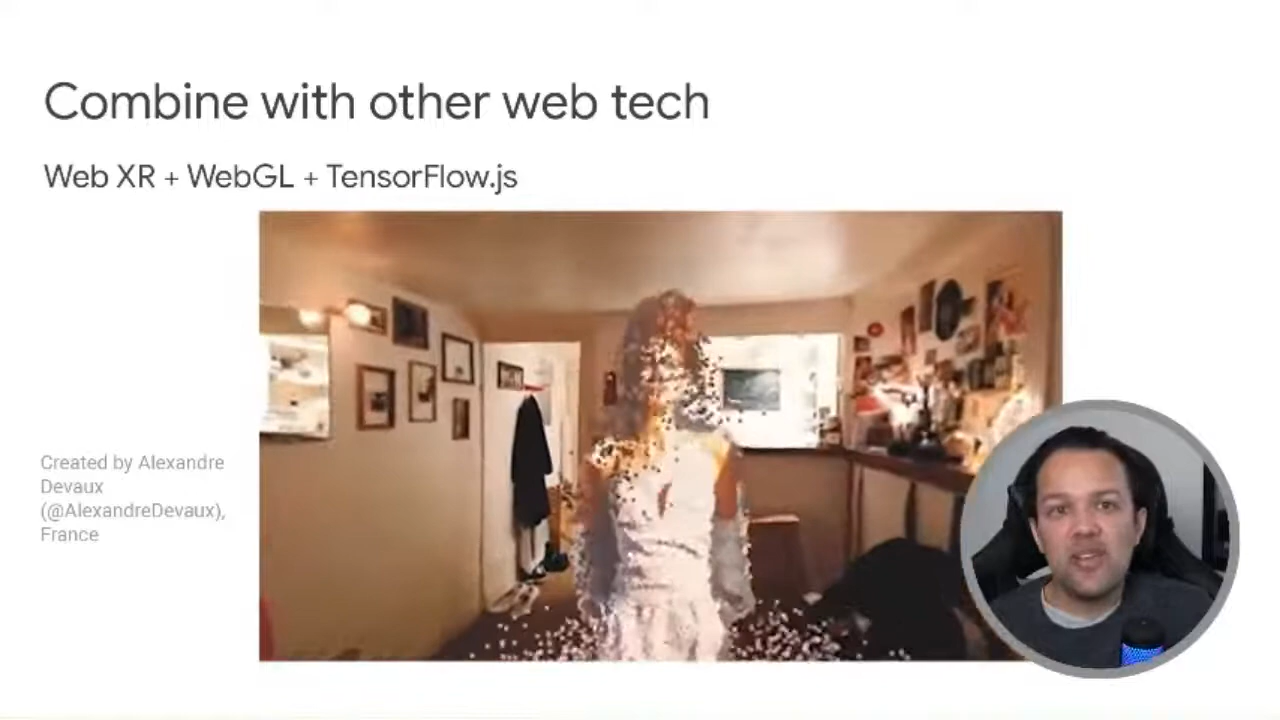 Combine with other web tech
Web XR + WebGL + TensorFlow.js
Created by Alexandre
Devaux
(@AlexandreDevaux),
France